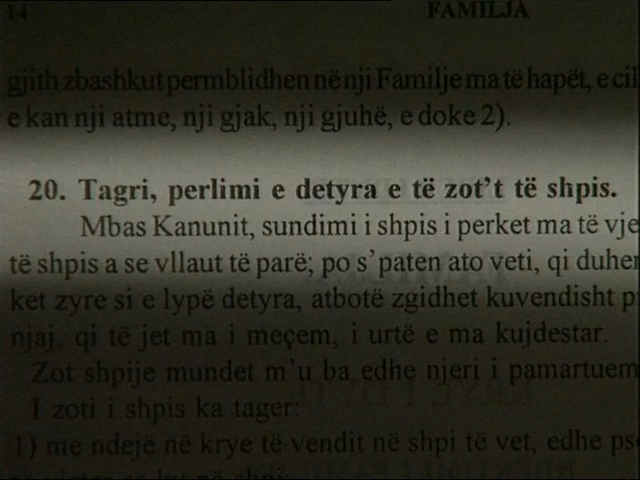 14 FAMILJA
gjith zbashkut permblidhen në nji Familje ma të hapët, e cil
e kan nji atme, nji gjak, nji gjuhë, e doke 2).
20. Tagri, perlimi e detyra e të zot’t të shpis.
Mbas Kanunit, sundimi i shpis i perket ma të vje
të shpis a se vllaut të parë; po s’paten ato veti, qi duhen
ket zyre si e lypë detyra, atbotë zgidhet kuvendisht p
njaj, qi të jet ma i meçem, i urtë e ma kujdestar.
Zot shpije mundet m’u ba edhe njeri i pamartuem
I zoti i shpis ka tager:
1) me ndejë në krye të vendit në shpi të vet, edhe pse